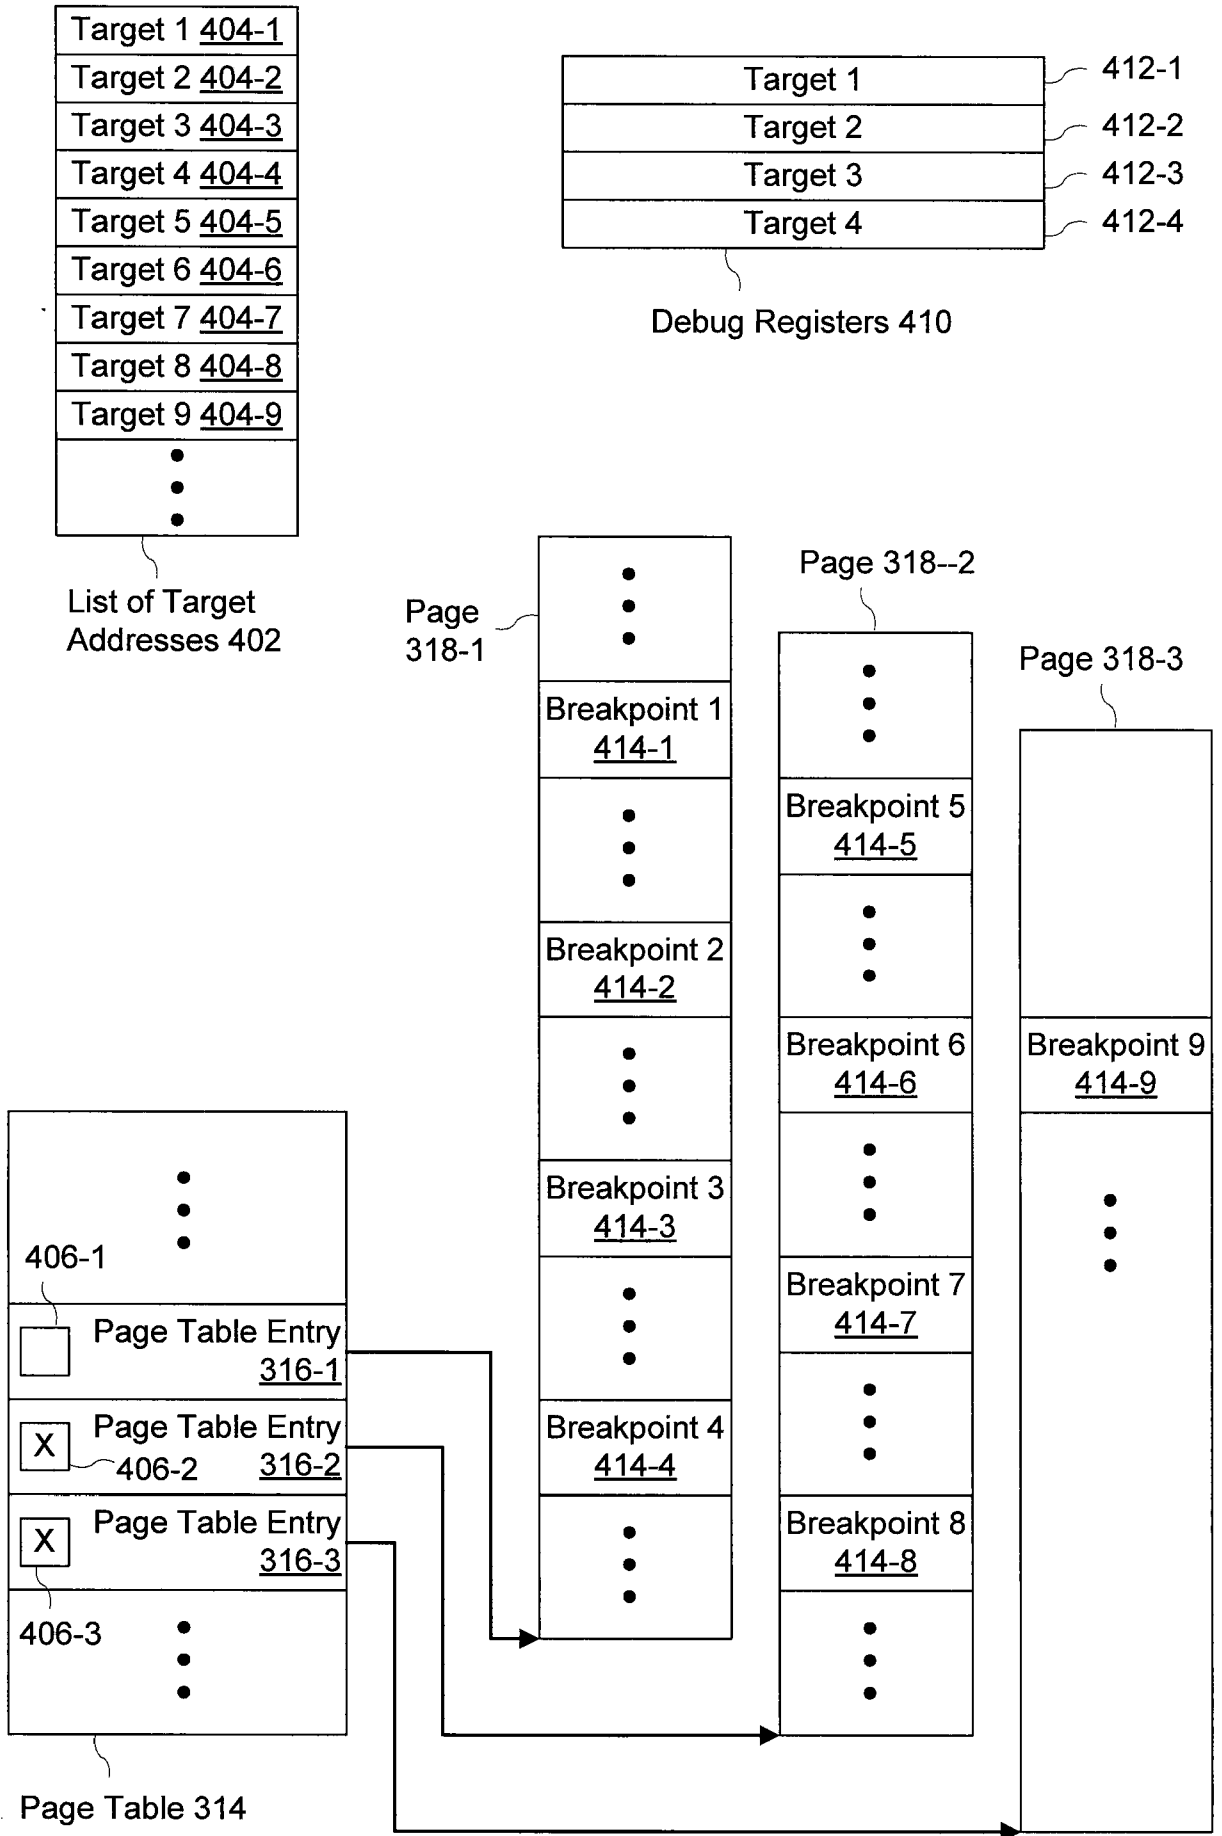 Target 1 404-1
Target 2 404-2
Target 3 404-3
Target 4 404-4
Target 5 404-5
Target 6 404-6
Target 7 404-7
Target 8 404-8
Target 9 404-9
List of Target
Addresses 402
Target 1
412-1
Target 2
412-2
Target 3
412-3
Target 4
412-4
Debug Registers 410
Page
318-1
Breakpoint 1
414-1
Breakpoint 2
414-2
Breakpoint 3
414-3
Breakpoint 4
414-4
Page 318--2
Breakpoint 5
414-5
Breakpoint 6
414-6
Breakpoint 7
414-7
Breakpoint 8
414-8
Page 318-3
Breakpoint 9
414-9
406-1
Page Table Entry
316-1
X
Page Table Entry
406-2
316-2
X
Page Table Entry
316-3
406-3
Page Table 314